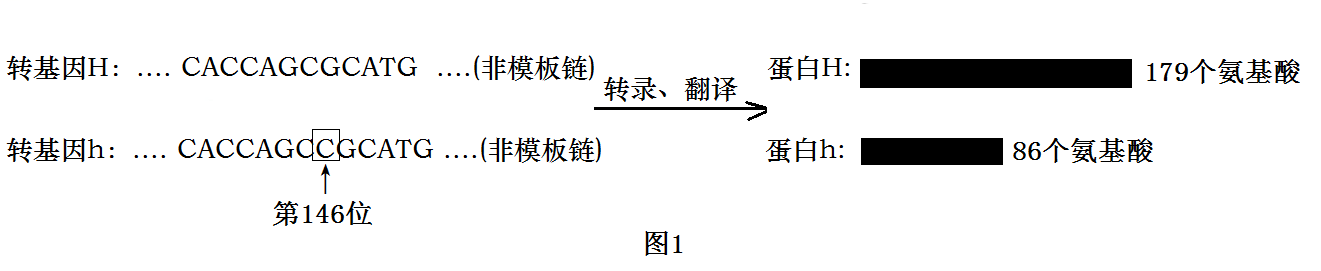 转基因H: .... CACCAGCGCATG ....(非模板链)
转录、翻译
蛋白H: 179个氨基酸
转基因h: .... CACCAGCCGCATG ....(非模板链)
蛋白h: 86个氨基酸
第146位
图1